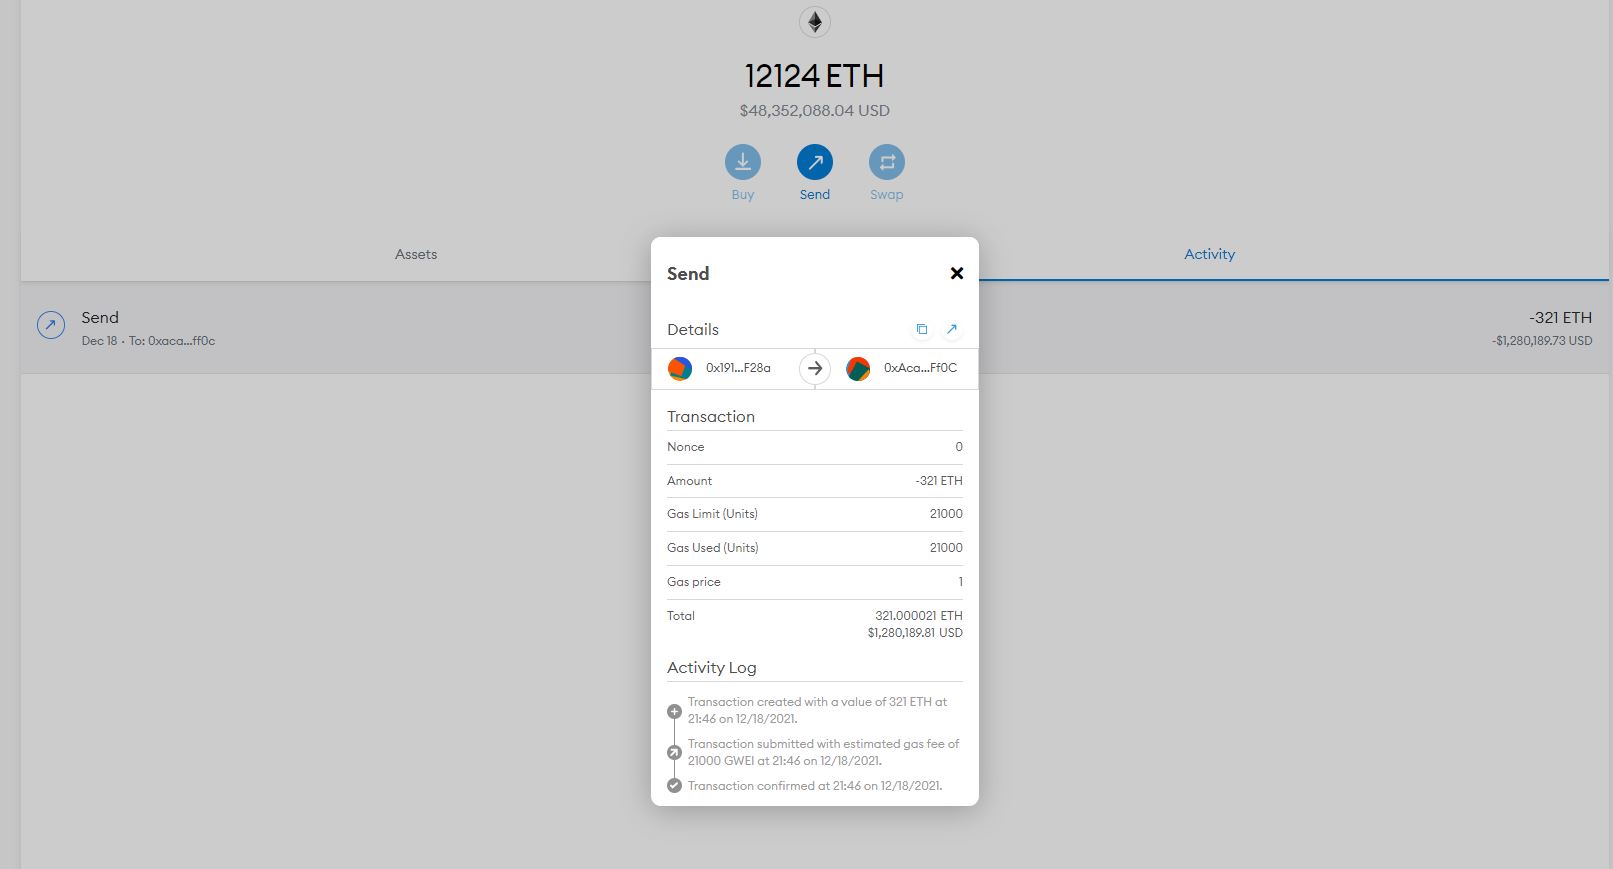 12124 ETH
$48,352,088.04 USD
Buy
Send
Swap
Assets
Activity
Send
Dec 18 · To: 0xaca...ff0c
-321 ETH
-$1,280,189.73 USD
Send
Details
0x191...F28a
0xAca...Ff0C
Transaction
Nonce 0
Amount -321 ETH
Gas Limit (Units) 21000
Gas Used (Units) 21000
Gas price 1
Total 321.000021 ETH
$1,280,189.81 USD
Activity Log
Transaction created with a value of 321 ETH at
21:46 on 12/18/2021.
Transaction submitted with estimated gas fee of
21000 GWEI at 21:46 on 12/18/2021.
Transaction confirmed at 21:46 on 12/18/2021.